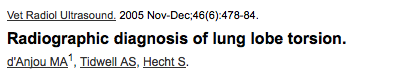 Vet Radiol Ultrasound. 2005 Nov-Dec;46(6):478-84.
Radiographic diagnosis of lung lobe torsion.
d'Anjou MA1, Tidwell AS, Hecht S.